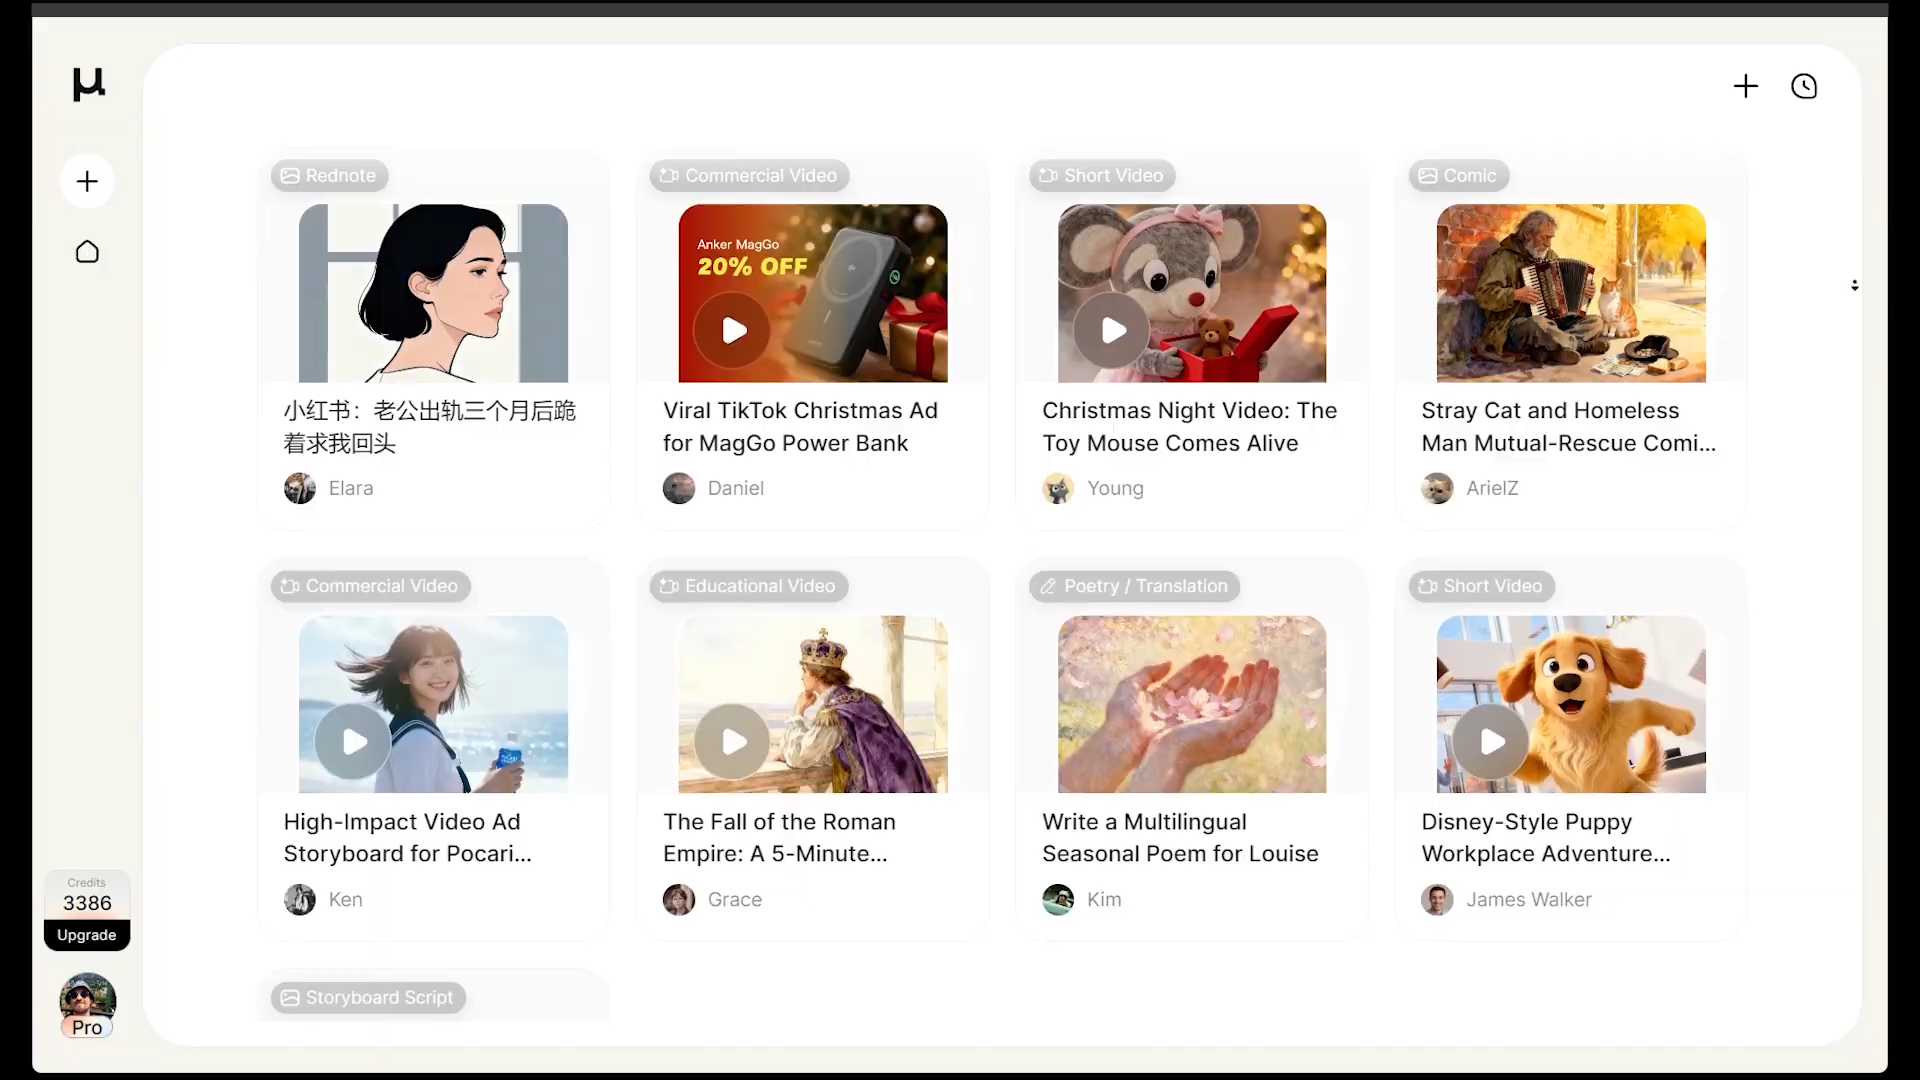 µ
Rednote
小红书：老公出轨三个月后跪
着求我回头
Elara
Commercial Video
Anker MagGo
20% OFF
Viral TikTok Christmas Ad
for MagGo Power Bank
Daniel
Short Video
Christmas Night Video: The
Toy Mouse Comes Alive
Young
Comic
Stray Cat and Homeless
Man Mutual-Rescue Comi...
ArielZ
Commercial Video
High-Impact Video Ad
Storyboard for Pocari...
Ken
Educational Video
The Fall of the Roman
Empire: A 5-Minute...
Grace
Poetry / Translation
Write a Multilingual
Seasonal Poem for Louise
Kim
Short Video
Disney-Style Puppy
Workplace Adventure...
James Walker
Storyboard Script
Credits
3386
Upgrade
Pro